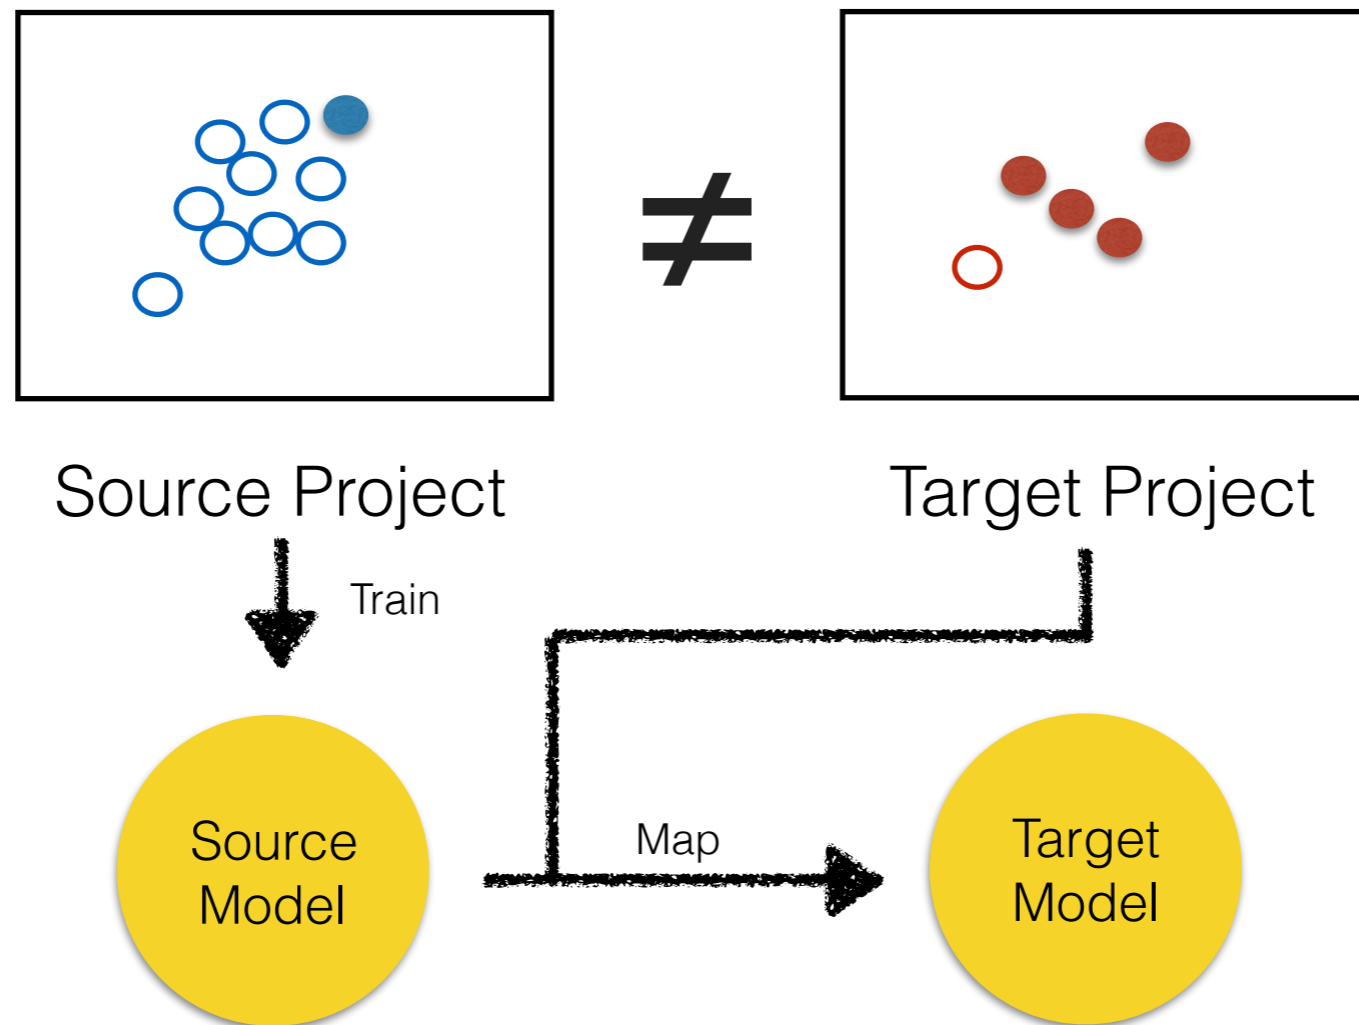 ≠
Source Project
Target Project
Train
Map
Source
Model
Target
Model